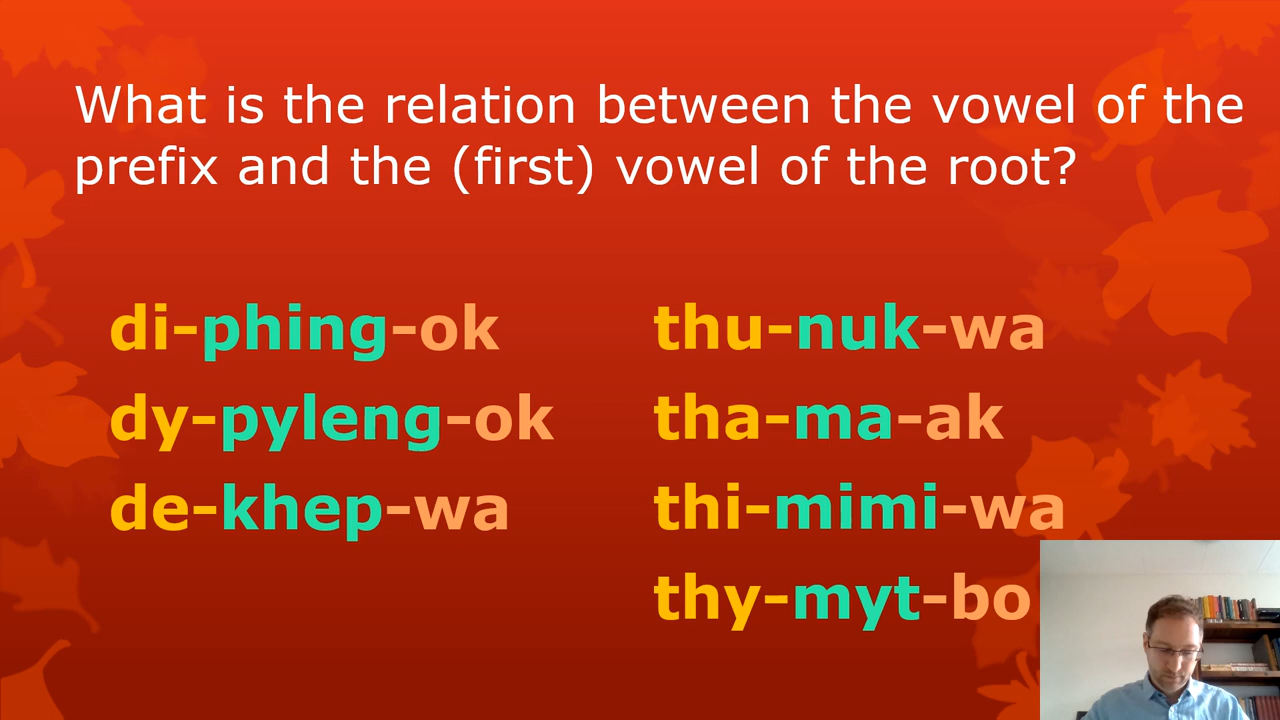 What is the relation between the vowel of the
prefix and the (first) vowel of the root?
di-phing-ok
dy-pyleng-ok
de-khep-wa
thu-nuk-wa
tha-ma-ak
thi-mimi-wa
thy-myt-bo